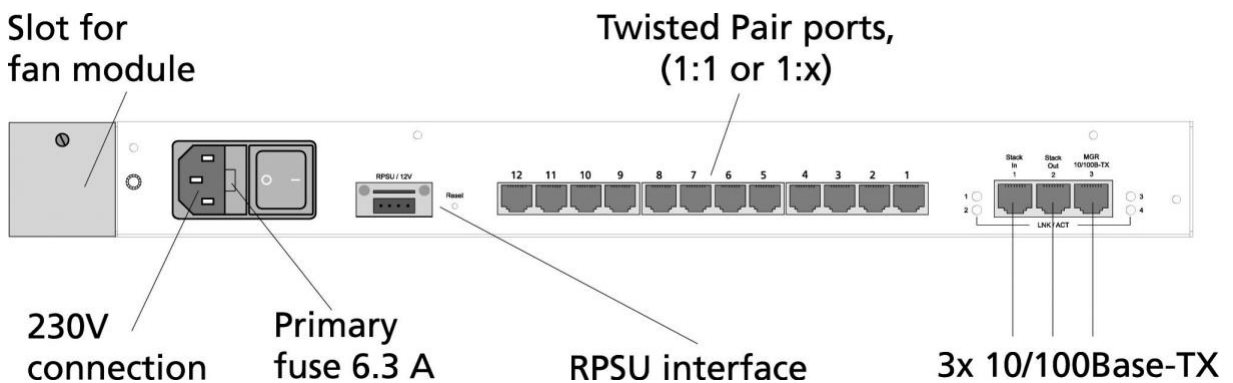 Slot for
fan module
Twisted Pair ports,
(1:1 or 1:x)
RPSU / 12V
Reset
12 11 10 9 8 7 6 5 4 3 2 1
Stack
In
1
Stack
Out
2
MGR
10/100B-TX
3
1
2
3
4
LNK / ACT
230V
connection
Primary
fuse 6.3 A
RPSU interface
3x 10/100Base-TX